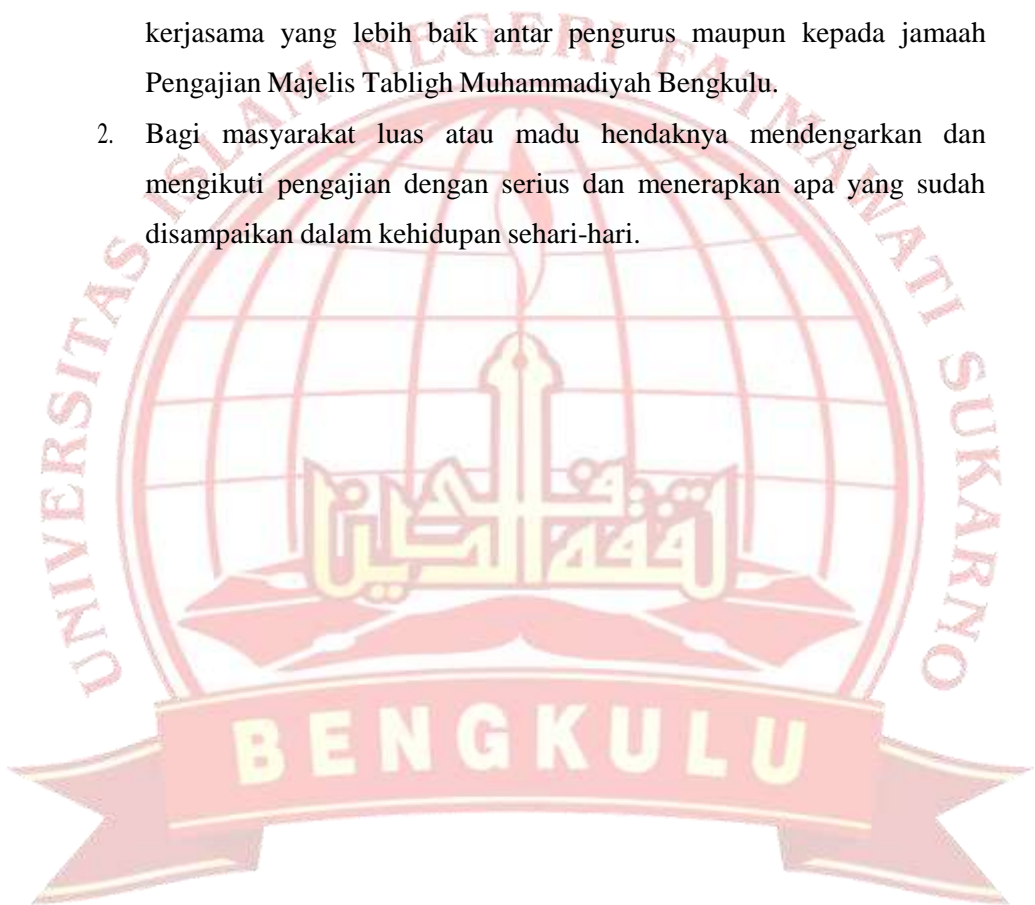 kerjasama yang lebih baik antar pengurus maupun kepada jamaah
Pengajian Majelis Tabligh Muhammadiyah Bengkulu.
2. Bagi masyarakat luas atau madu hendaknya mendengarkan dan
mengikuti pengajian dengan serius dan menerapkan apa yang sudah
disampaikan dalam kehidupan sehari-hari.
UNIVERSITAS ISLAM NEGERI FATMAWATI SUKARNO
BENGKULU